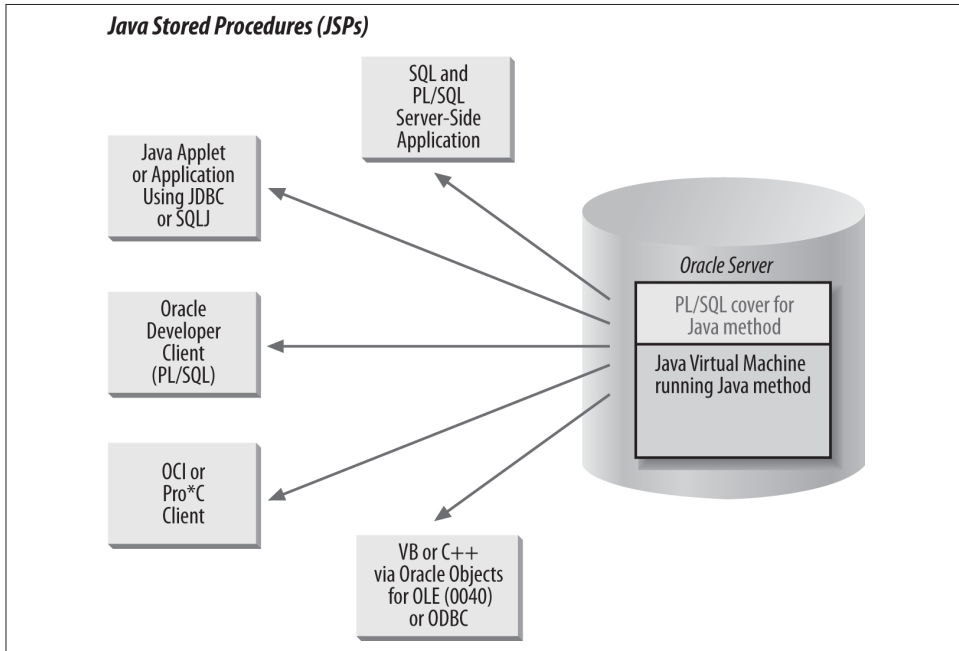 Java Stored Procedures (JSPs)
SQL and
PL/SQL
Server-Side
Application
Java Applet
or Application
Using JDBC
or SQLJ
Oracle Server
PL/SQL cover for
Java method
Oracle
Developer
Client
(PL/SQL)
Java Virtual Machine
running Java method
OCI or
Pro*C
Client
VB or C++
via Oracle Objects
for OLE (0040)
or ODBC